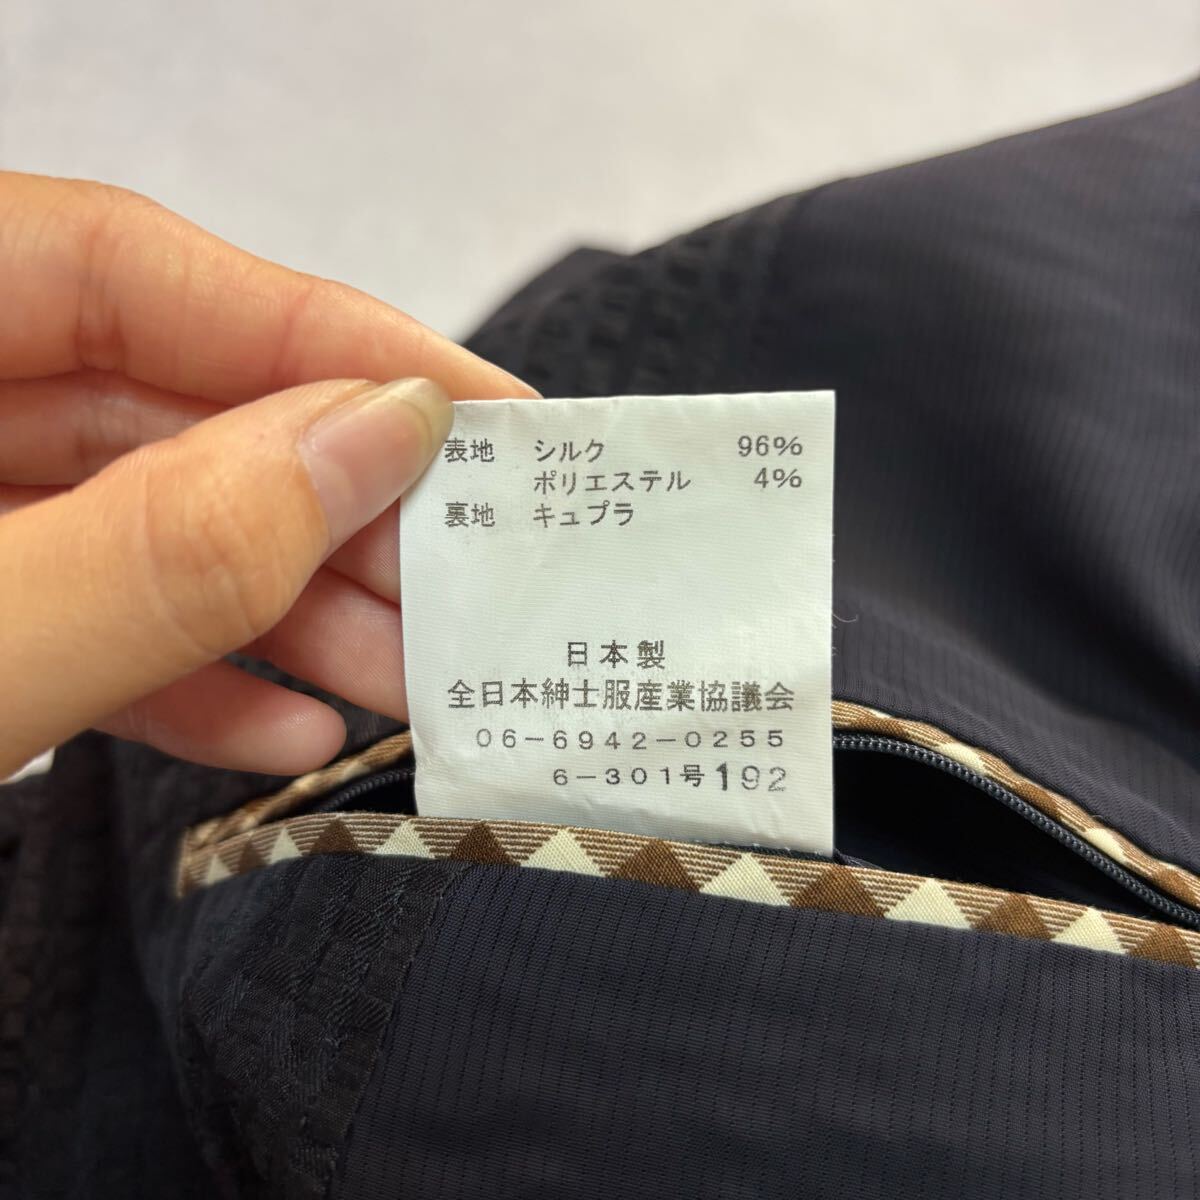 表地 シルク 96%
ポリエステル 4%
裏地 キュプラ
日本製
全日本紳士服産業協議会
06-6942-0255
6-301号192